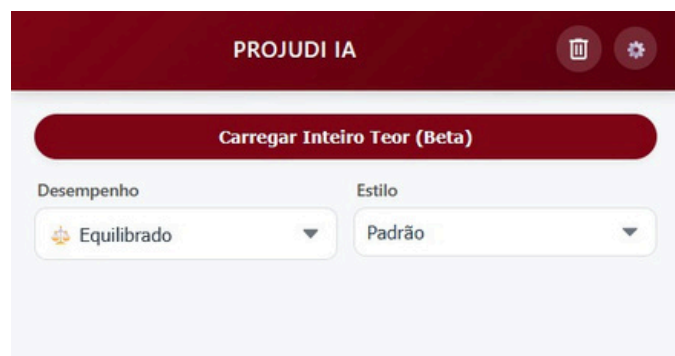 PROJUDI IA
Carregar Inteiro Teor (Beta)
Desempenho
Estilo
Equilibrado
Padrão